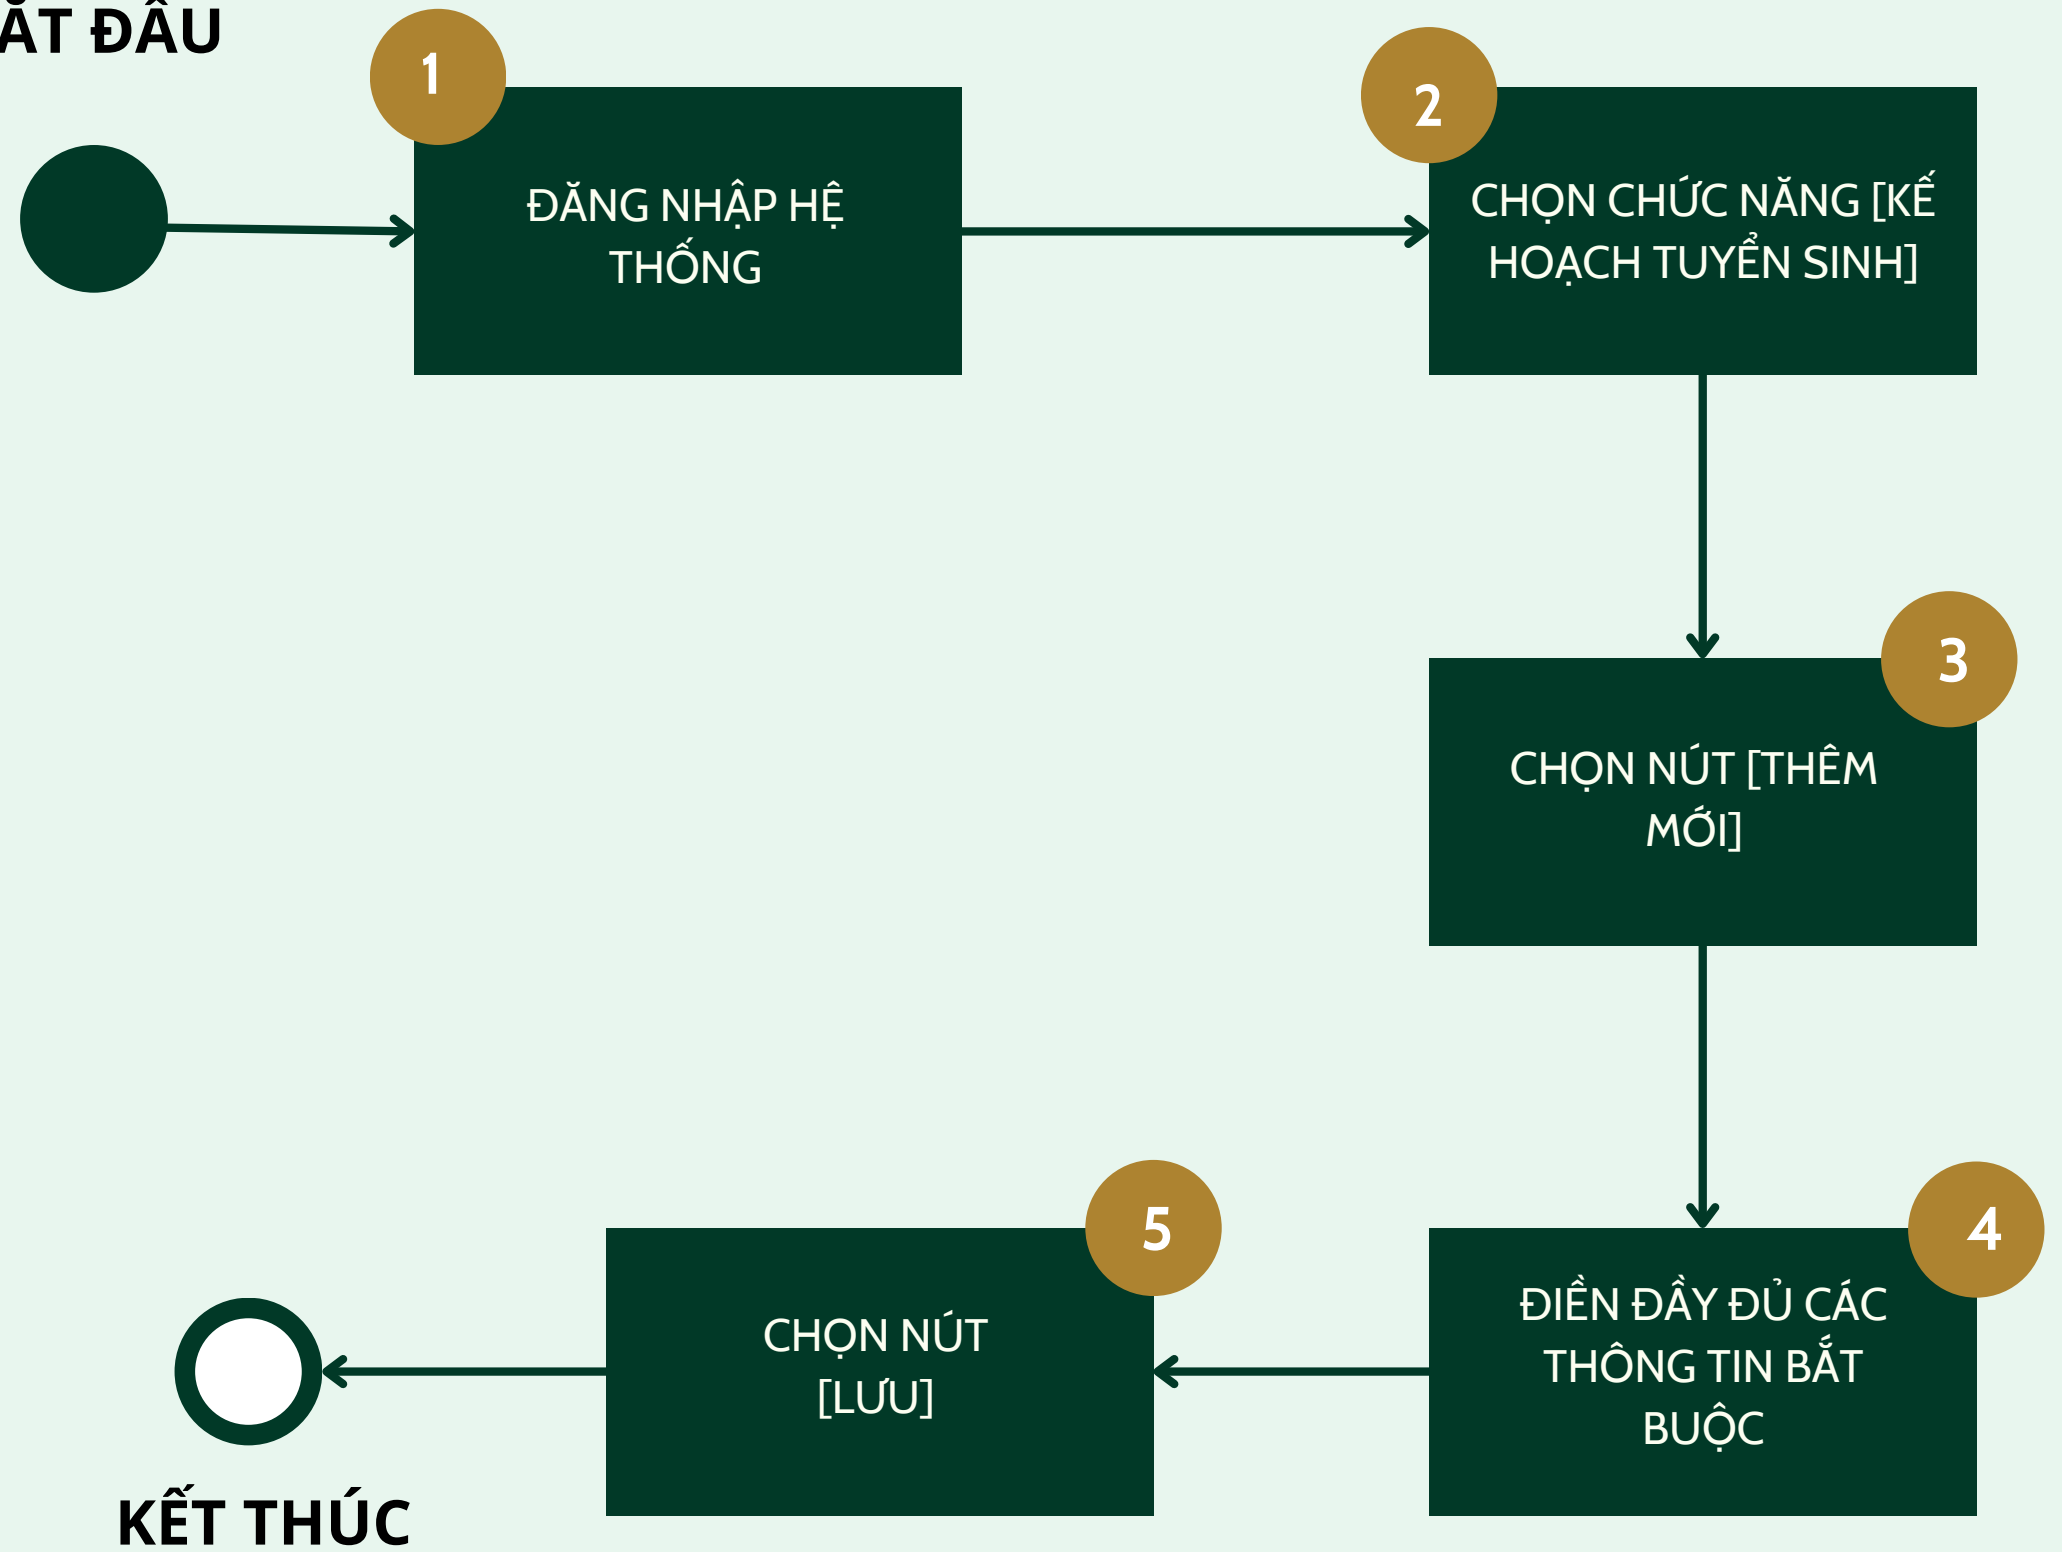 ĐẦU
1
ĐĂNG NHẬP HỆ
THỐNG
2
CHỌN CHỨC NĂNG [KẾ
HOẠCH TUYỂN SINH]
3
CHỌN NÚT [THÊM
MỚI]
4
ĐIỀN ĐẦY ĐỦ CÁC
THÔNG TIN BẮT
BUỘC
5
CHỌN NÚT
[LƯU]
KẾT THÚC